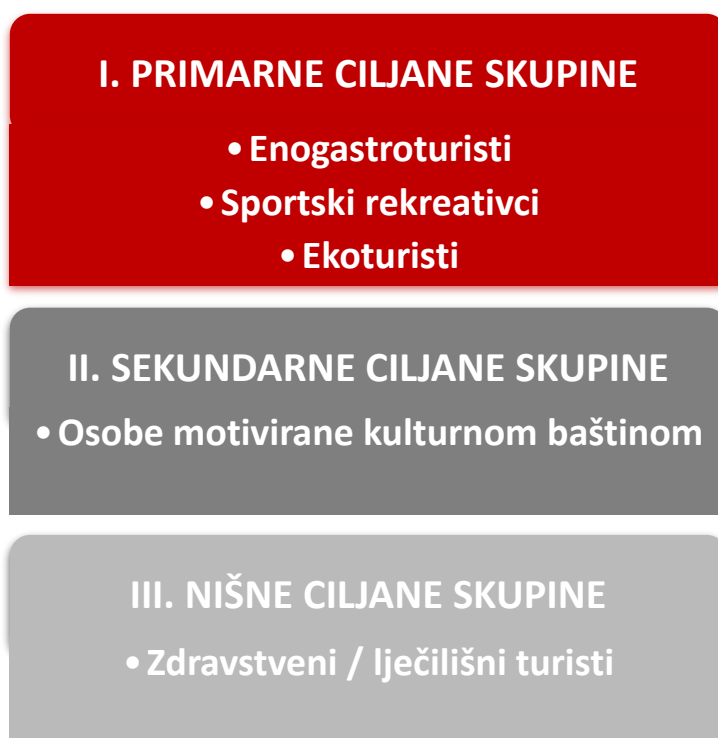 I. PRIMARNE CILJANE SKUPINE
• Enogastroturisti
• Sportski rekreativci
• Ekoturisti
II. SEKUNDARNE CILJANE SKUPINE
• Osobe motivirane kulturnom baštinom
III. NIŠNE CILJANE SKUPINE
• Zdravstveni / lječilišni turisti